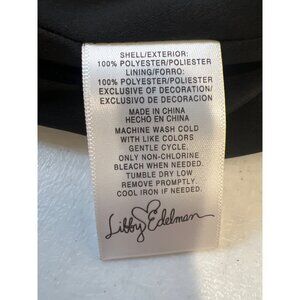 SHELL/EXTERIOR:
100% POLYESTER/POLIESTER
LINING/FORRO:
100% POLYESTER/POLIESTER
EXCLUSIVE OF DECORATION/
EXCLUSIVO DE DECORACION
MADE IN CHINA
HECHO EN CHINA
MACHINE WASH COLD
WITH LIKE COLORS
GENTLE CYCLE.
ONLY NON-CHLORINE
BLEACH WHEN NEEDED.
TUMBLE DRY LOW
REMOVE PROMPTLY.
COOL IRON IF NEEDED.
Libby Edelman